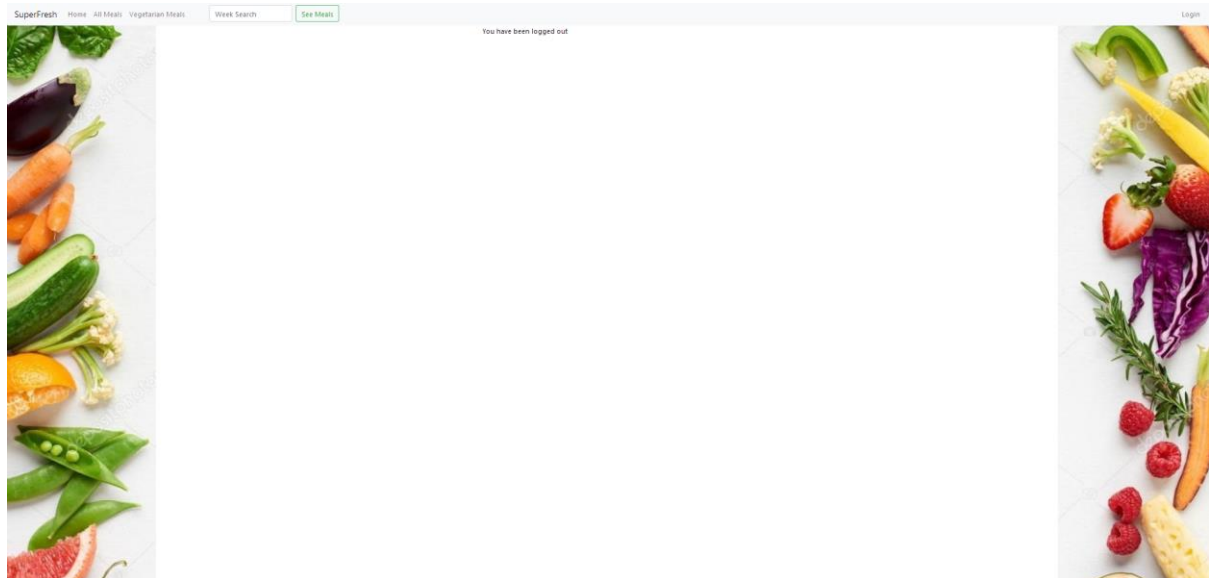 SuperFresh Home All Meals Vegetarian Meals Week Search See Meals Login
You have been logged out